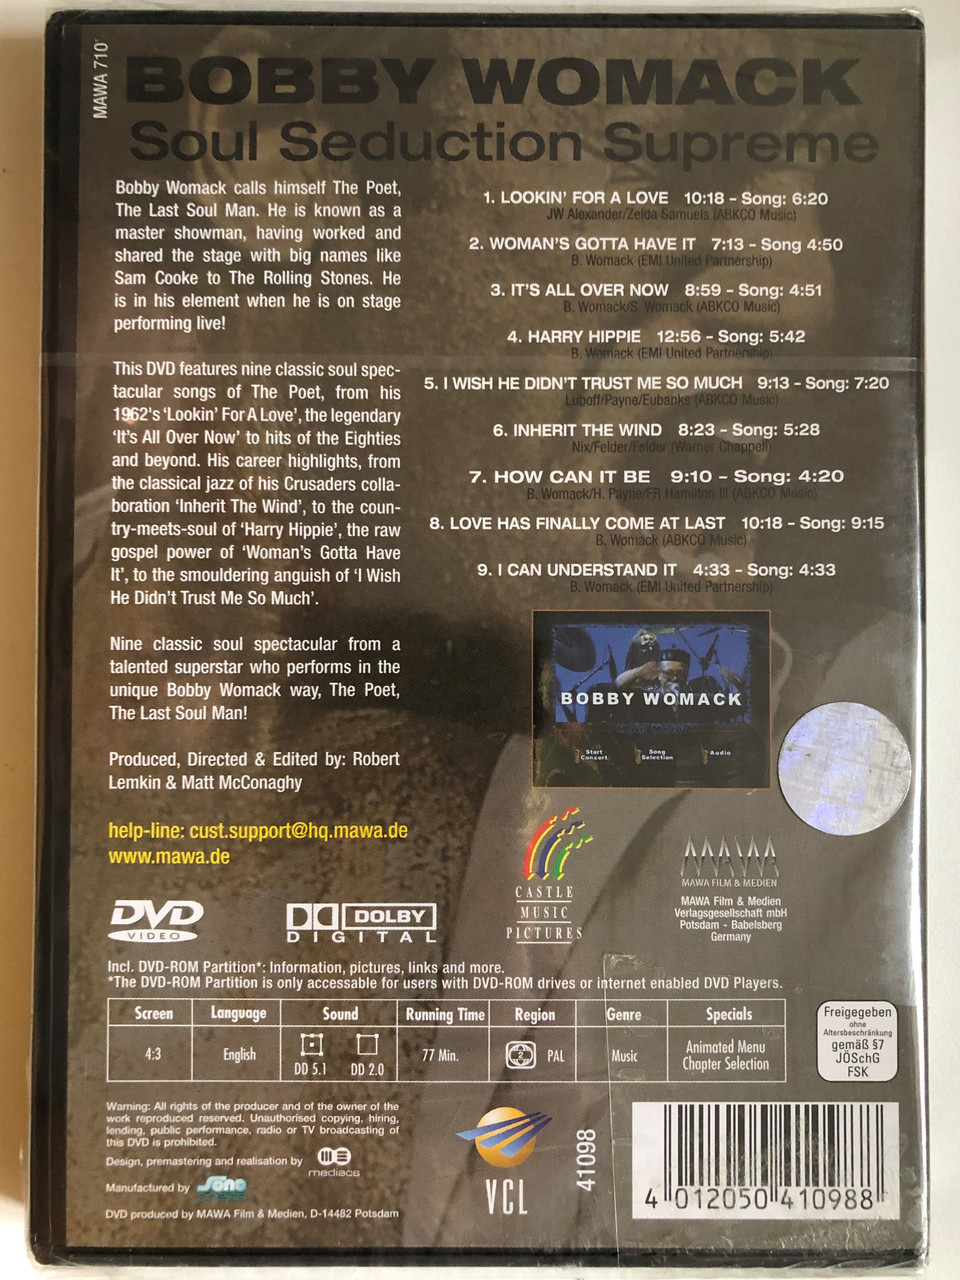 MAWA 710
BOBBY WOMACK
Soul Seduction Supreme
Bobby Womack calls himself The Poet,
The Last Soul Man. He is known as a
master showman, having worked and
shared the stage with big names like
Sam Cooke to The Rolling Stones. He
is in his element when he is on stage
performing live!
This DVD features nine classic soul spec-
tacular songs of The Poet, from his
1962's 'Lookin' For A Love', the legendary
'It's All Over Now' to hits of the Eighties
and beyond. His career highlights, from
the classical jazz of his Crusaders colla-
boration 'Inherit The Wind', to the coun-
try-meets-soul of 'Harry Hippie', the raw
gospel power of 'Woman's Gotta Have
It', to the smouldering anguish of 'I Wish
He Didn't Trust Me So Much'.
Nine classic soul spectacular from a
talented superstar who performs in the
unique Bobby Womack way, The Poet,
The Last Soul Man!
Produced, Directed & Edited by: Robert
Lemkin & Matt McConaghy
help-line: cust.support@hq.mawa.de
www.mawa.de
1. LOOKIN' FOR A LOVE 10:18 - Song: 6:20
JW Alexander/Zelda Samuels (ABKCO Music)
2. WOMAN'S GOTTA HAVE IT 7:13 - Song 4:50
B. Womack (EMI United Partnership)
3. IT'S ALL OVER NOW 8:59 - Song: 4:51
B. Womack/S. Womack (ABKCO Music)
4. HARRY HIPPIE 12:56 - Song: 5:42
B. Womack (EMI United Partnership)
5. I WISH HE DIDN'T TRUST ME SO MUCH 9:13 - Song: 7:20
Luboff/Payne/Eubanks (ABKCO Music)
6. INHERIT THE WIND 8:23 - Song: 5:28
Nix/Felder/Felder (Warner Chappell)
7. HOW CAN IT BE 9:10 - Song: 4:20
B. Womack/H. Payne/FR Hamilton III (ABKCO Music)
8. LOVE HAS FINALLY COME AT LAST 10:18 - Song: 9:15
B. Womack (ABKCO Music)
9. I CAN UNDERSTAND IT 4:33 - Song: 4:33
B. Womack (EMI United Partnership)
BOBBY WOMACK
Start Concert
Song Selection
Audio
CASTLE
MUSIC
PICTURES
MAWA FILM & MEDIEN
MAWA Film & Medien
Verlagsgesellschaft mbH
Potsdam - Babelsberg
Germany
DVD
VIDEO
DOLBY
DIGITAL
Incl. DVD-ROM Partition*: Information, pictures, links and more.
*The DVD-ROM Partition is only accessable for users with DVD-ROM drives or internet enabled DVD Players.
Screen Language Sound Running Time Region Genre Specials
4:3 English DD 5.1 DD 2.0 77 Min. 2 PAL Music Animated Menu
Chapter Selection
Freigegeben
ohne
Altersbeschränkung
gemäß §7
JÖSchG
FSK
Warning: All rights of the producer and of the owner of the
work reproduced reserved. Unauthorised copying, hiring,
lending, public performance, radio or TV broadcasting of
this DVD is prohibited.
Design, premastering and realisation by mediacs
Manufactured by Sono
DVD produced by MAWA Film & Medien, D-14482 Potsdam
VCL
41098
4 012050 410988